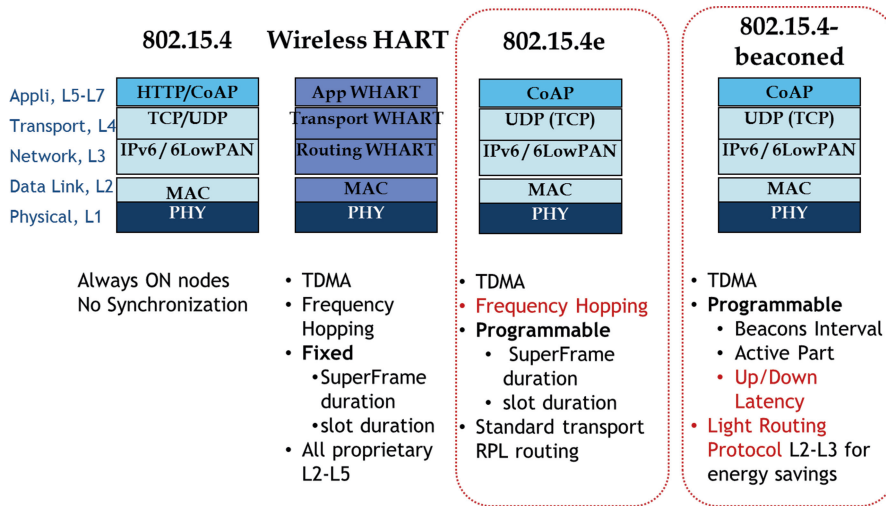 802.15.4
Wireless HART
802.15.4e
802.15.4-
beaconed
Appli, L5-L7
HTTP/CoAP
App WHART
CoAP
CoAP
Transport, L4
TCP/UDP
Transport WHART
UDP (TCP)
UDP (TCP)
Network, L3
IPv6/6LowPAN
Routing WHART
IPv6/6LowPAN
IPv6/6LowPAN
Data Link, L2
MAC
MAC
MAC
MAC
Physical, L1
PHY
PHY
PHY
PHY
Always ON nodes
No Synchronization
• TDMA
• Frequency
Hopping
• Fixed
•SuperFrame
duration
•slot duration
• All proprietary
L2-L5
• TDMA
• Frequency Hopping
• Programmable
• SuperFrame
duration
• slot duration
• Standard transport
RPL routing
• TDMA
• Programmable
• Beacons Interval
• Active Part
• Up/Down
Latency
• Light Routing
Protocol L2-L3 for
energy savings